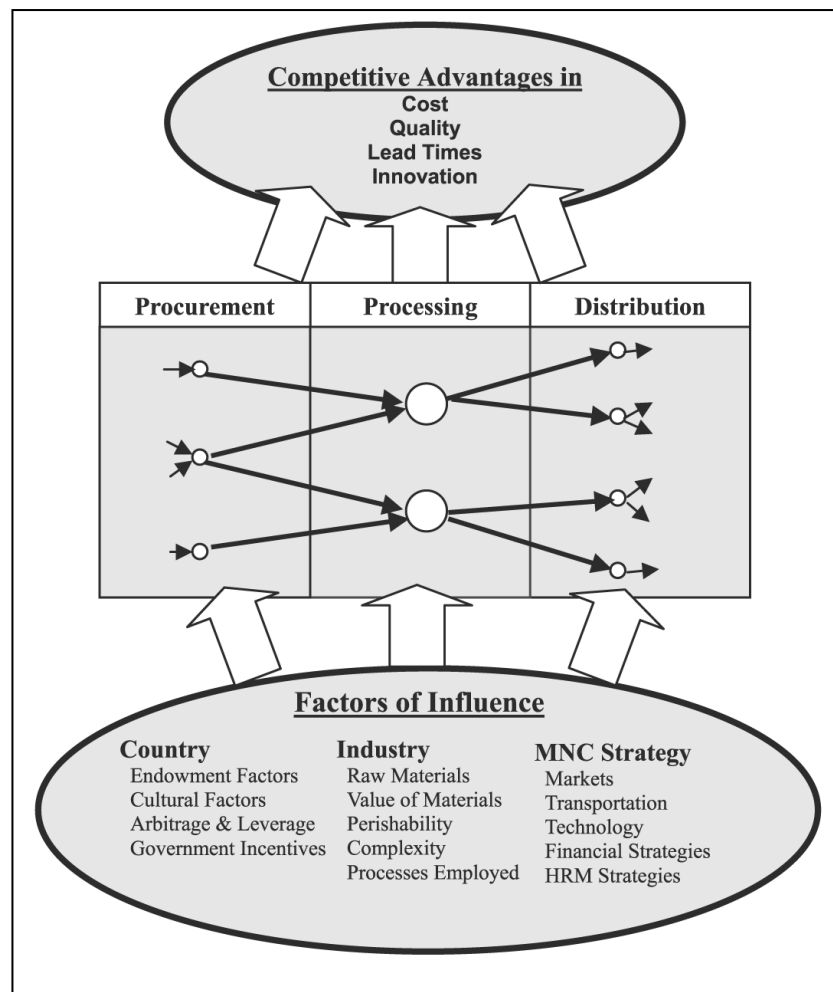 Competitive Advantages in
Cost
Quality
Lead Times
Innovation
Procurement
Processing
Distribution
Factors of Influence
Country
Endowment Factors
Cultural Factors
Arbitrage & Leverage
Government Incentives
Industry
Raw Materials
Value of Materials
Perishability
Complexity
Processes Employed
MNC Strategy
Markets
Transportation
Technology
Financial Strategies
HRM Strategies